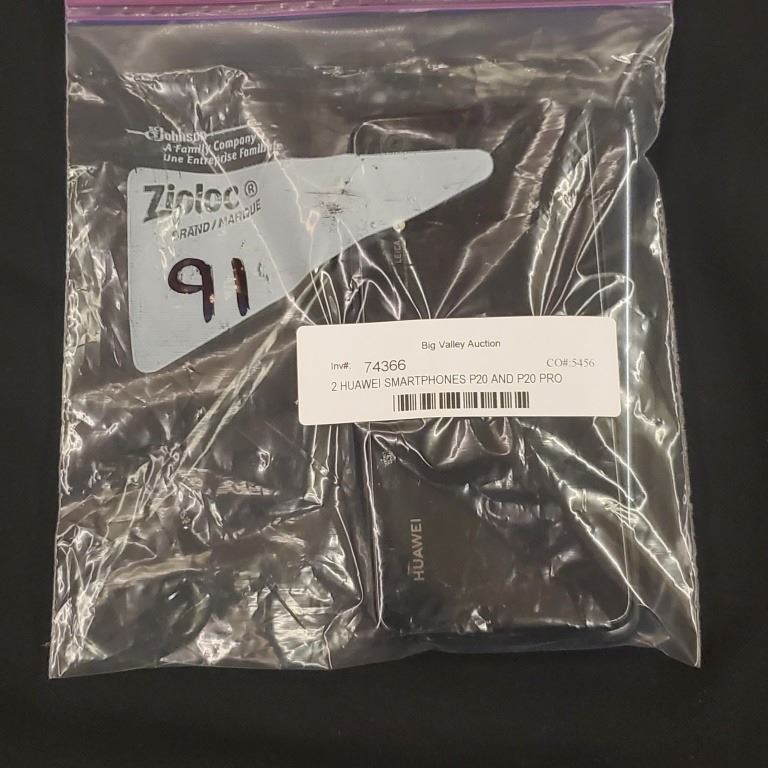 SC Johnson
A Family Company
Une Entreprise Familiale
Ziploc®
BRAND/MARQUE
91
LEICA
Big Valley Auction
Inv#: 74366 CO#:5456
2 HUAWEI SMARTPHONES P20 AND P20 PRO
HUAWEI